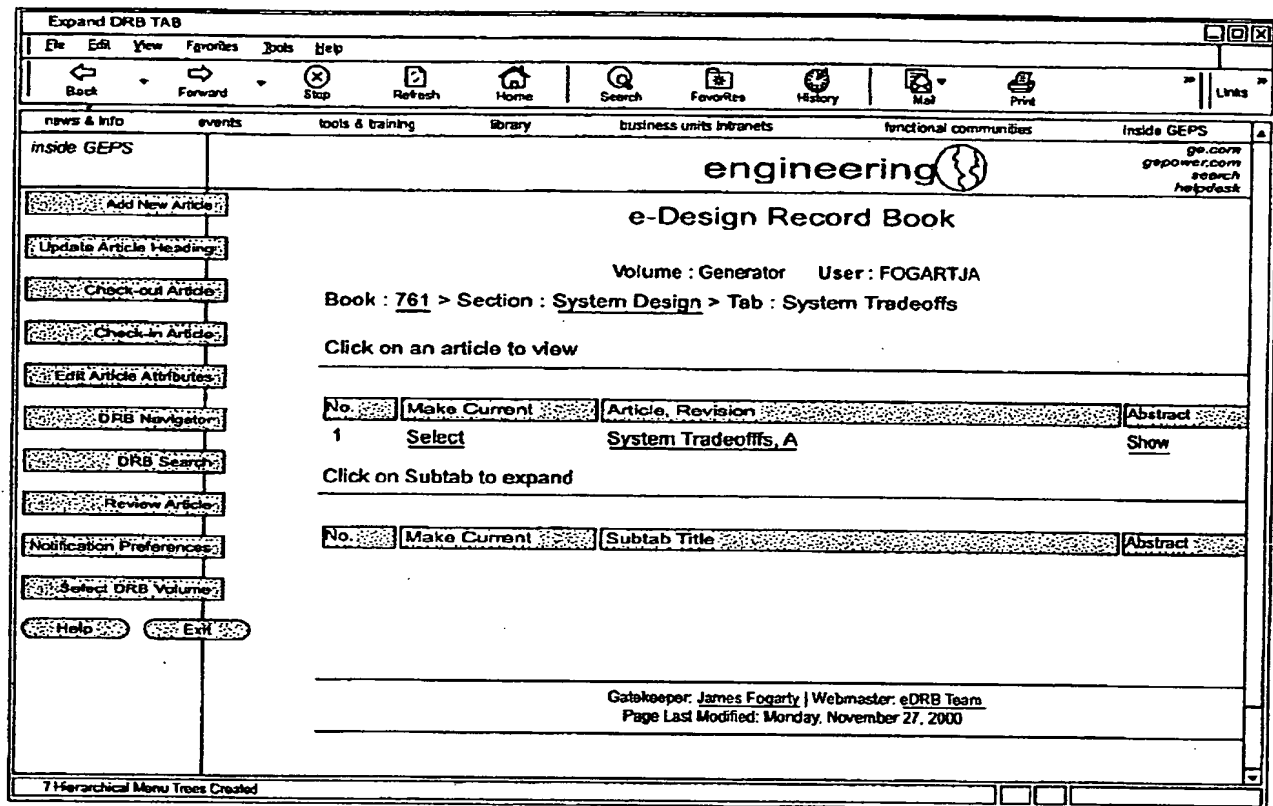 Expand DRB TAB
File Edit View Favorites Tools Help
Back Forward Stop Refresh Home Search Favorites History Mail Print » Links »
news & info events tools & training library business units intranets functional communities Inside GEPS
inside GEPS
engineering
ge.com
gepower.com
search
helpdesk
Add New Article
Update Article Heading
Check-out Article
Check-in Article
Edit Article Attributes
DRB Navigator
DRB Search
Review Article
Notification Preferences
Select DRB Volume
Help Exit
e-Design Record Book
Volume : Generator User : FOGARTJA
Book : 761 > Section : System Design > Tab : System Tradeoffs
Click on an article to view
No. Make Current Article, Revision Abstract
1 Select System Tradeofffs, A Show
Click on Subtab to expand
No. Make Current Subtab Title Abstract
Gatekeeper: James Fogarty | Webmaster: eDRB Team
Page Last Modified: Monday, November 27, 2000
7 Hierarchical Menu Trees Created